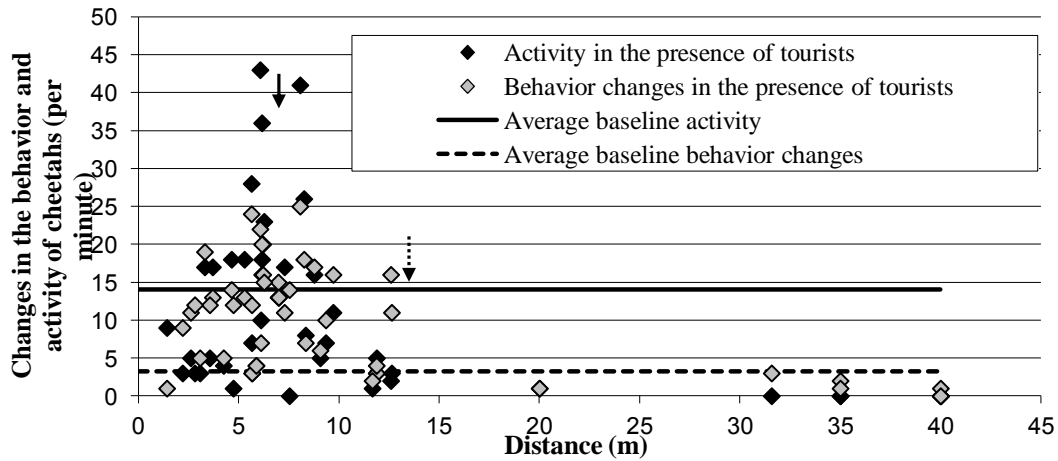 Changes in the behavior and
activity of cheetahs (per
minute)
50
45
40
35
30
25
20
15
10
5
0
Activity in the presence of tourists
Behavior changes in the presence of tourists
Average baseline activity
Average baseline behavior changes
0 5 10 15 20 25 30 35 40 45
Distance (m)